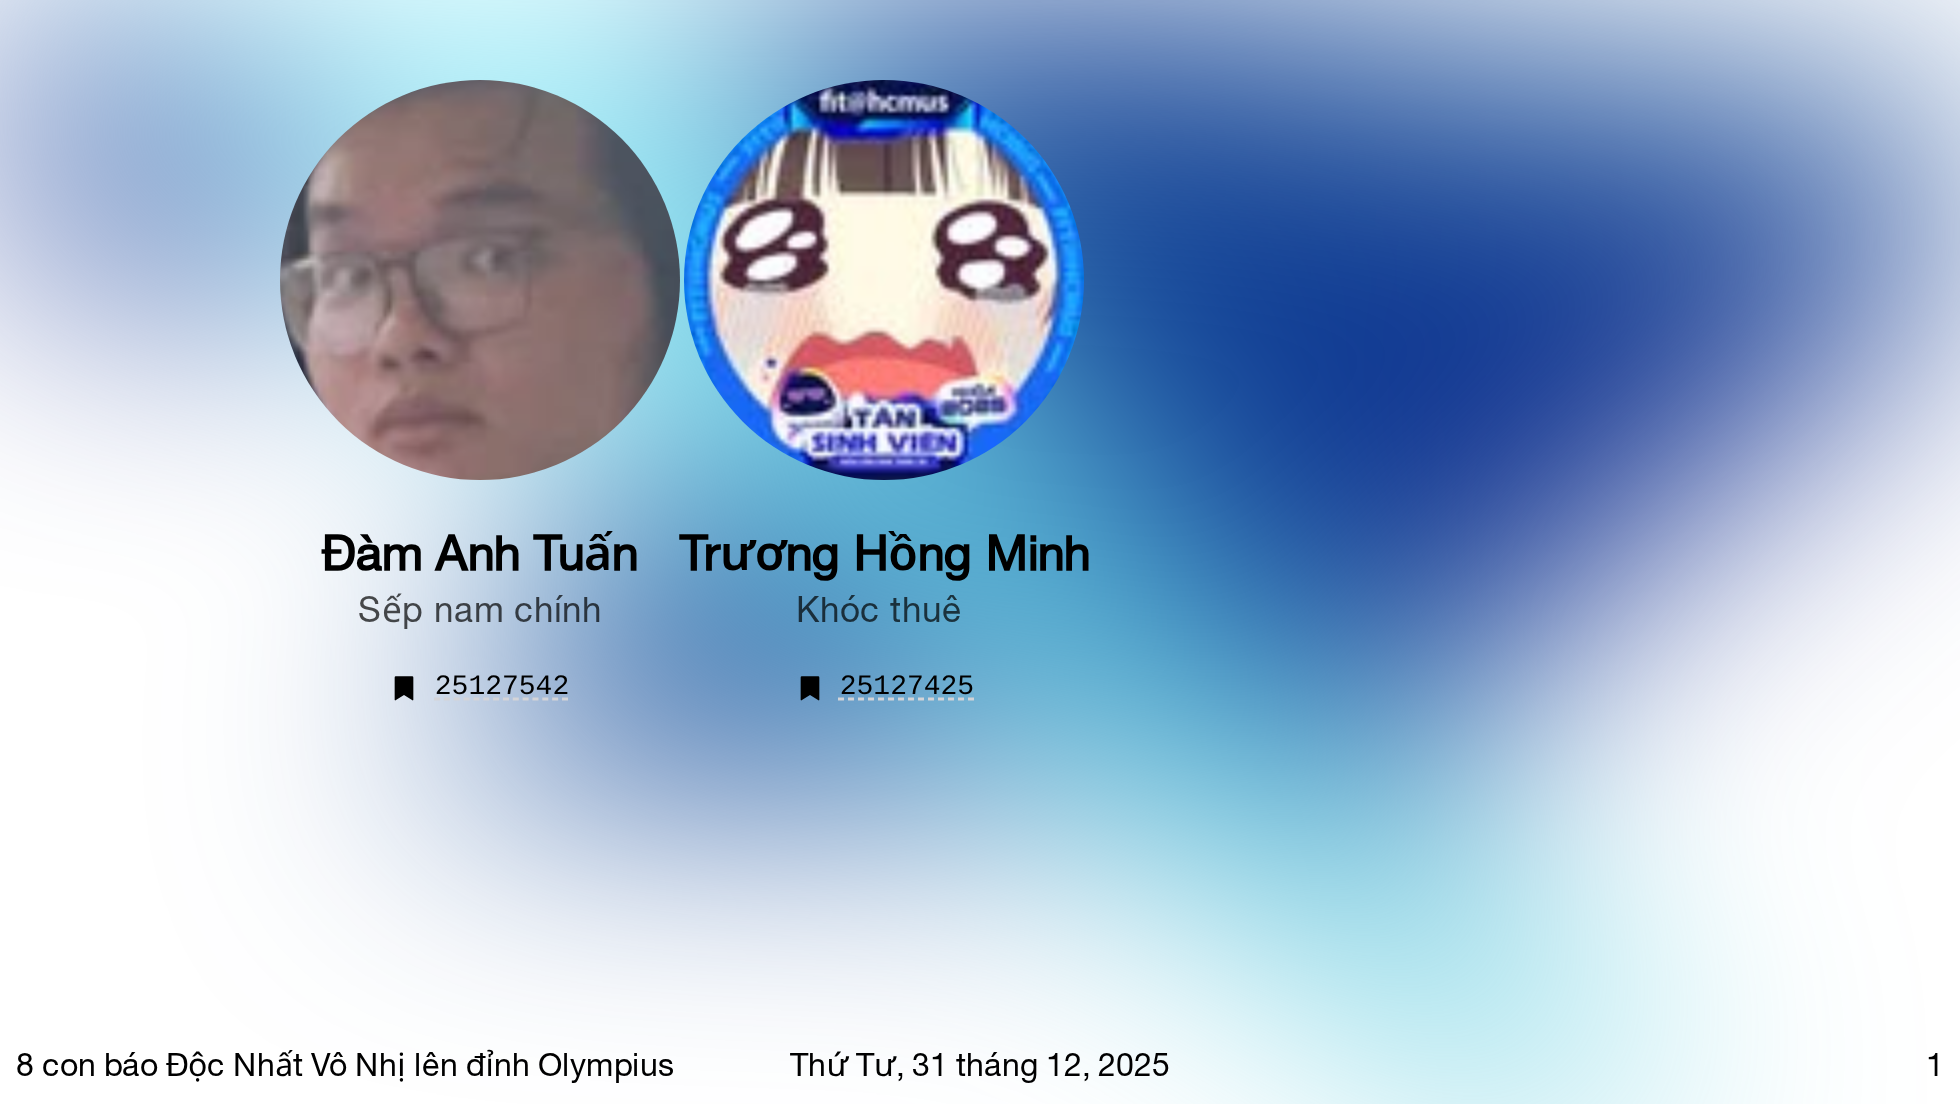 fit@hcmus
TÂN
SINH VIÊN
Đàm Anh Tuấn
Trương Hồng Minh
Sếp nam chính
Khóc thuê
25127542
25127425
8 con báo Độc Nhất Vô Nhị lên đỉnh Olympius
Thứ Tư, 31 tháng 12, 2025
1